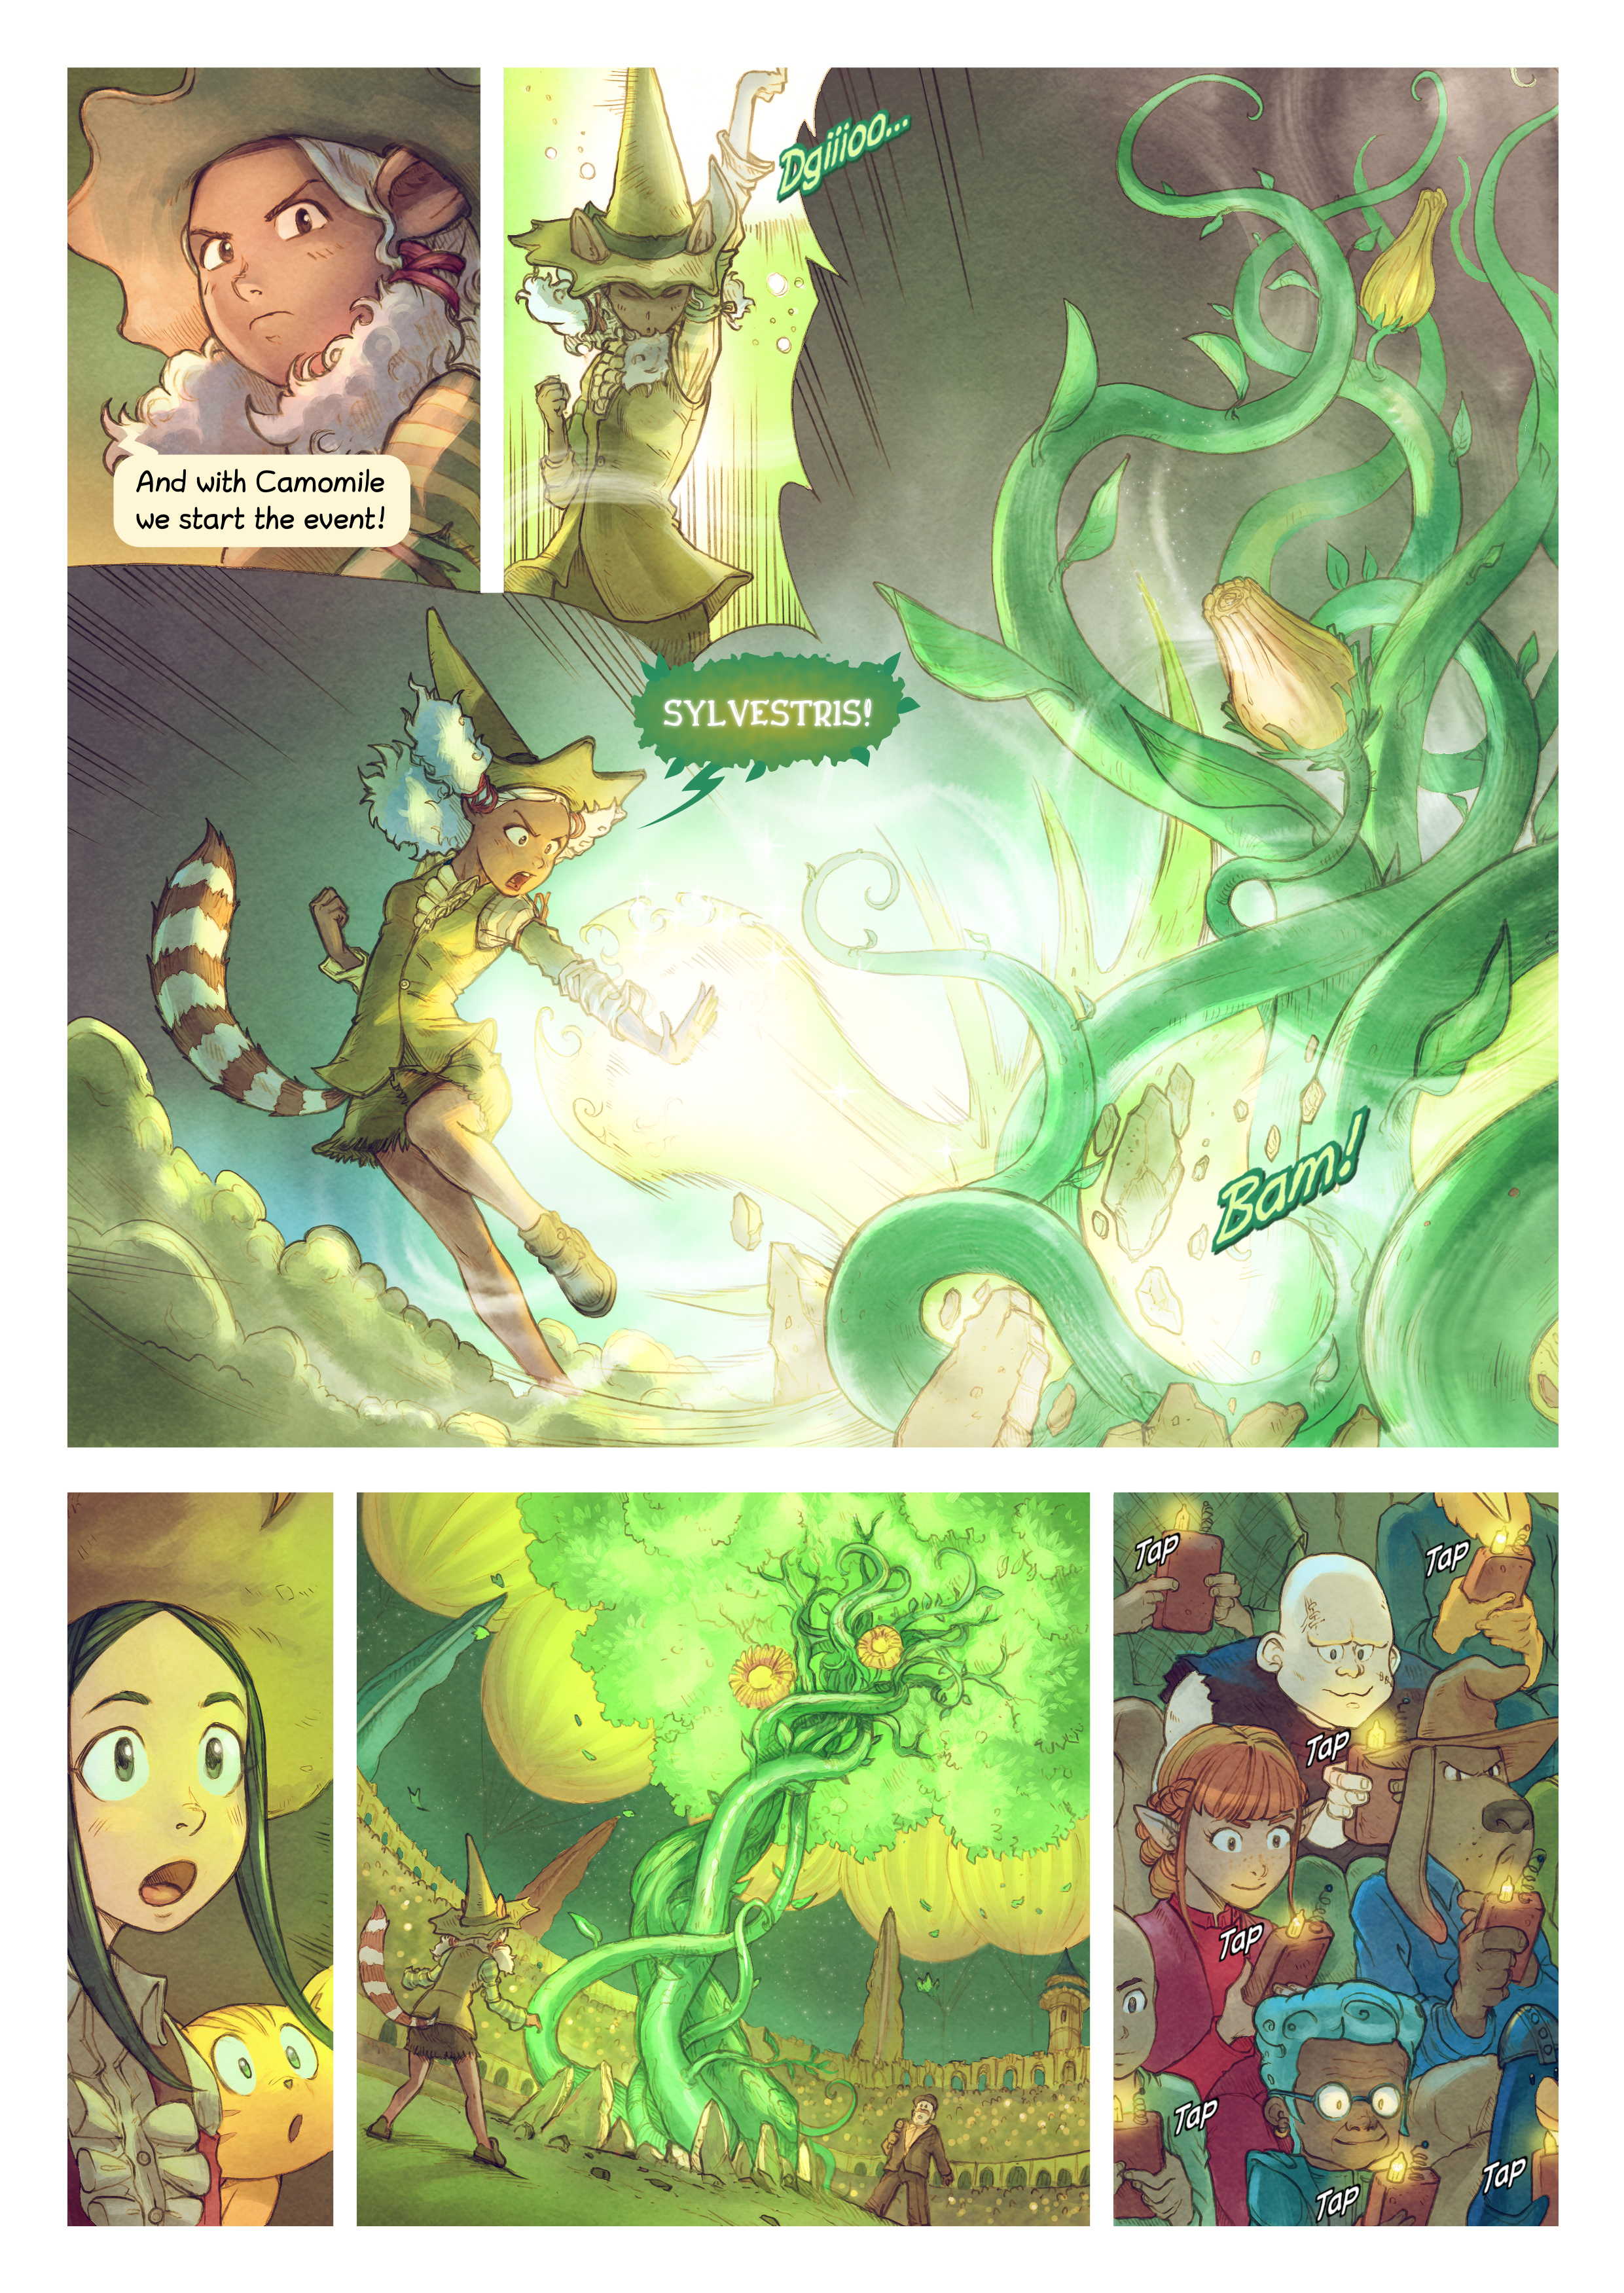 And with Camomile
we start the event!
Dgiiioo...
SYLVESTRIS!
Bam!
Tap
Tap
Tap
Tap
Tap
Tap
Tap